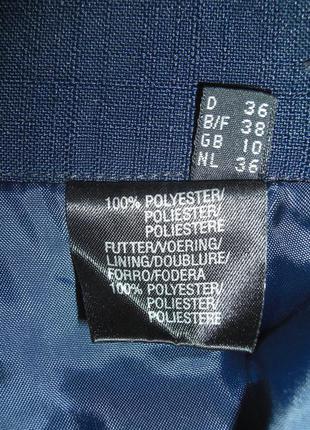 D 36
B/F 38
GB 10
NL 36
100% POLYESTER/
POLIESTER/
POLIESTERE
FUTTER/VOERING/
LINING/DOUBLURE/
FORRO/FODERA
100% POLYESTER/
POLIESTER/
POLIESTERE